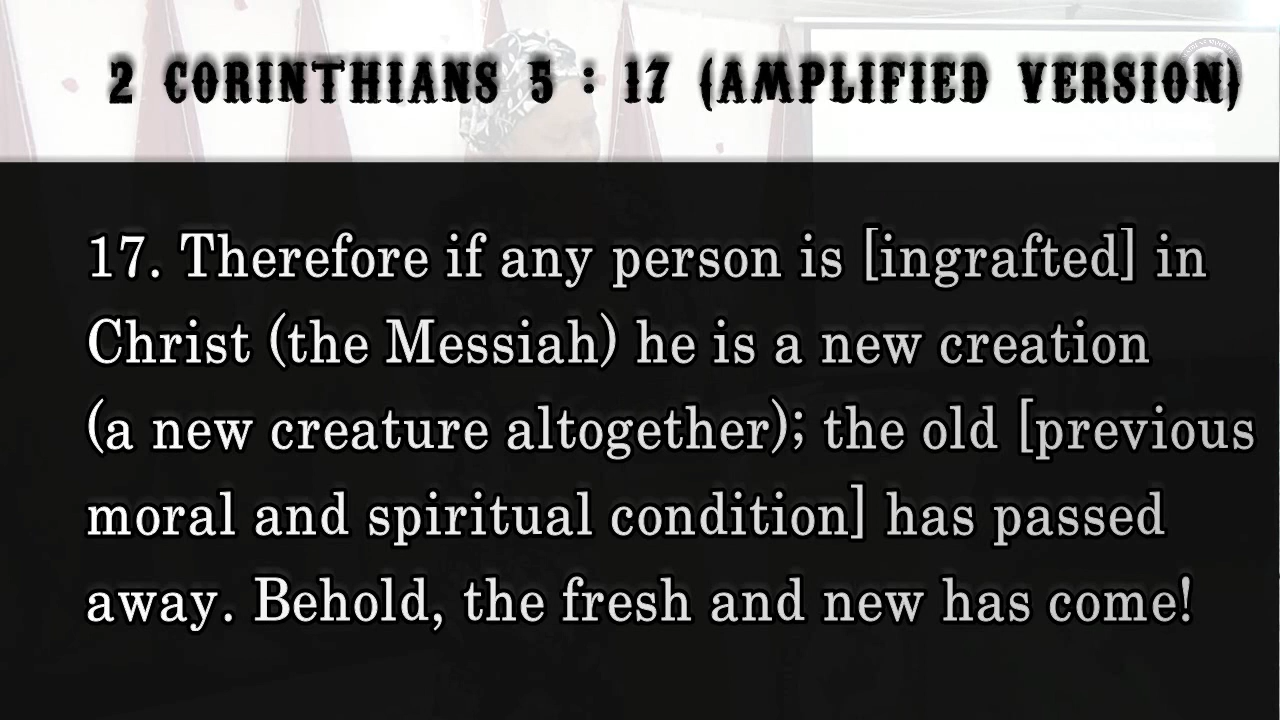 2 CORINTHIANS 5 : 17 (AMPLIFIED VERSION)
17. Therefore if any person is [ingrafted] in
Christ (the Messiah) he is a new creation
(a new creature altogether); the old [previous
moral and spiritual condition] has passed
away. Behold, the fresh and new has come!